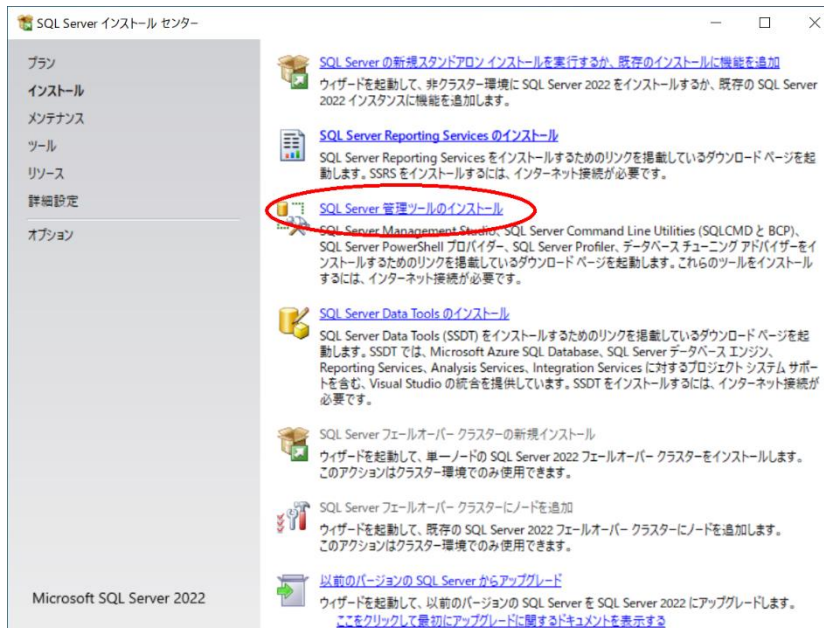 SQL Server インストール センター
プラン
インストール
メンテナンス
ツール
リソース
詳細設定
オプション
SQL Server の新規スタンドアロン インストールを実行するか、既存のインストールに機能を追加
ウィザードを起動して、非クラスター環境に SQL Server 2022 をインストールするか、既存の SQL Server
2022 インスタンスに機能を追加します。
SQL Server Reporting Services のインストール
SQL Server Reporting Services をインストールするためのリンクを掲載しているダウンロード ページを起
動します。SSRS をインストールするには、インターネット接続が必要です。
SQL Server 管理ツールのインストール
SQL Server Management Studio、SQL Server Command Line Utilities (SQLCMD と BCP)、
SQL Server PowerShell プロバイダー、SQL Server Profiler、データベース チューニング アドバイザーをイ
ンストールするためのリンクを掲載しているダウンロード ページを起動します。これらのツールをインストール
するには、インターネット接続が必要です。
SQL Server Data Tools のインストール
SQL Server Data Tools (SSDT) をインストールするためのリンクを掲載しているダウンロード ページを起
動します。SSDT では、Microsoft Azure SQL Database、SQL Server データベース エンジン、
Reporting Services、Analysis Services、Integration Services に対するプロジェクト システム サポー
トを含む、Visual Studio の統合を提供しています。SSDT をインストールするには、インターネット接続が
必要です。
SQL Server フェールオーバー クラスターの新規インストール
ウィザードを起動して、単一ノードの SQL Server 2022 フェールオーバー クラスターをインストールします。
このアクションはクラスター環境でのみ使用できます。
SQL Server フェールオーバー クラスターにノードを追加
ウィザードを起動して、既存の SQL Server 2022 フェールオーバー クラスターにノードを追加します。
このアクションはクラスター環境でのみ使用できます。
以前のバージョンの SQL Server からアップグレード
ウィザードを起動して、以前のバージョンの SQL Server を SQL Server 2022 にアップグレードします。
ここをクリックして最初にアップグレードに関するドキュメントを表示する
Microsoft SQL Server 2022